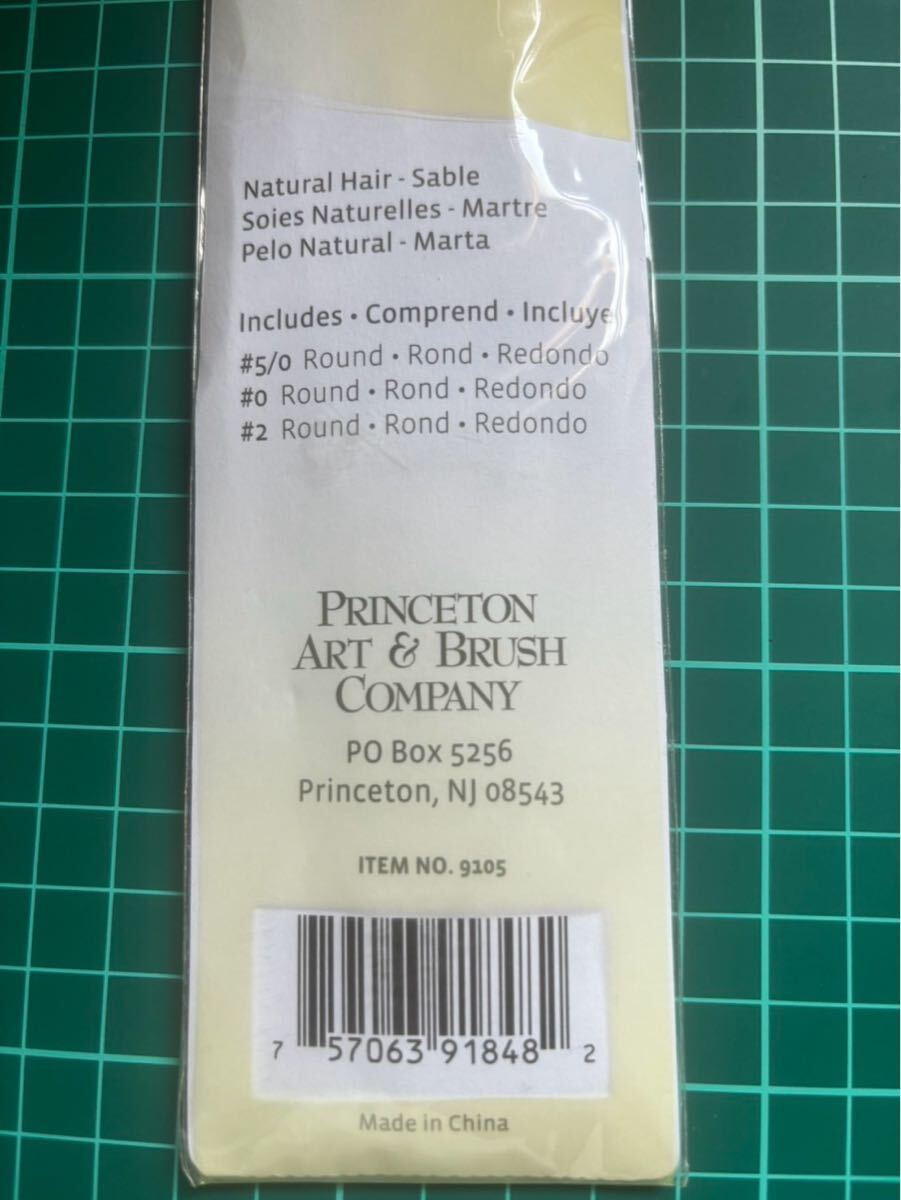 Natural Hair - Sable
Soies Naturelles - Martre
Pelo Natural - Marta
Includes • Comprend • Incluye
#5/0 Round • Rond • Redondo
#0 Round • Rond • Redondo
#2 Round • Rond • Redondo
PRINCETON
ART & BRUSH
COMPANY
PO Box 5256
Princeton, NJ 08543
ITEM NO. 9105
7 57063 91848 2
Made in China